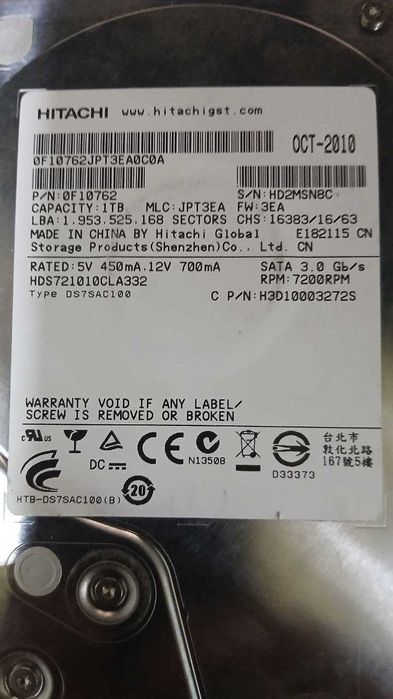 HITACHI www.hitachigst.com
OCT-2010
0F10762JPT3EA0C0A
P/N:0F10762 S/N:HD2MSN8C
CAPACITY:1TB MLC:JPT3EA FW:3EA
LBA:1.953.525.168 SECTORS CHS:16383/16/63
MADE IN CHINA BY Hitachi Global E182115 CN
Storage Products(Shenzhen)Co., Ltd. CN
RATED:5V 450mA.12V 700mA SATA 3.0 Gb/s
HDS721010CLA332 RPM:7200RPM
Type DS7SAC100 C P/N:H3D10003272S
WARRANTY VOID IF ANY LABEL/
SCREW IS REMOVED OR BROKEN
c RU us
DC
CE
N13508
D33373
台北市
敦化北路
167號5樓
HTB-DS7SAC100(B)
20